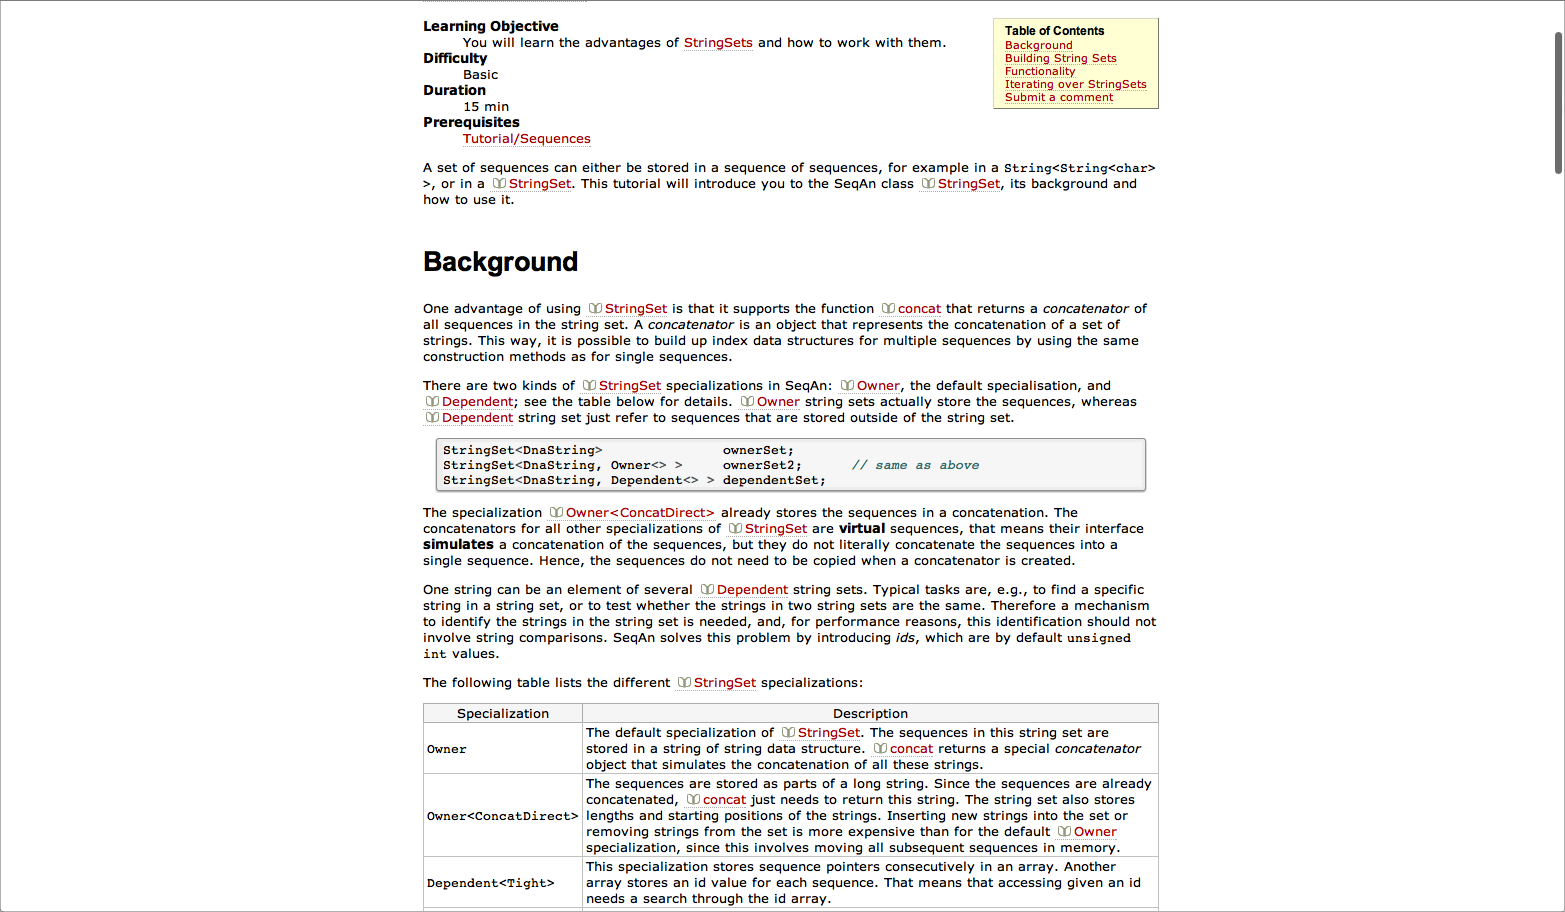 Learning Objective
You will learn the advantages of StringSets and how to work with them.
Difficulty
Basic
Duration
15 min
Prerequisites
Tutorial/Sequences
Table of Contents
Background
Building String Sets
Functionality
Iterating over StringSets
Submit a comment
A set of sequences can either be stored in a sequence of sequences, for example in a String<String<char>
>, or in a StringSet. This tutorial will introduce you to the SeqAn class StringSet, its background and
how to use it.
Background
One advantage of using StringSet is that it supports the function concat that returns a concatenator of
all sequences in the string set. A concatenator is an object that represents the concatenation of a set of
strings. This way, it is possible to build up index data structures for multiple sequences by using the same
construction methods as for single sequences.
There are two kinds of StringSet specializations in SeqAn: Owner, the default specialisation, and
Dependent; see the table below for details. Owner string sets actually store the sequences, whereas
Dependent string set just refer to sequences that are stored outside of the string set.
StringSet<DnaString> ownerSet;
StringSet<DnaString, Owner<> > ownerSet2; // same as above
StringSet<DnaString, Dependent<> > dependentSet;
The specialization Owner<ConcatDirect> already stores the sequences in a concatenation. The
concatenators for all other specializations of StringSet are virtual sequences, that means their interface
simulates a concatenation of the sequences, but they do not literally concatenate the sequences into a
single sequence. Hence, the sequences do not need to be copied when a concatenator is created.
One string can be an element of several Dependent string sets. Typical tasks are, e.g., to find a specific
string in a string set, or to test whether the strings in two string sets are the same. Therefore a mechanism
to identify the strings in the string set is needed, and, for performance reasons, this identification should not
involve string comparisons. SeqAn solves this problem by introducing ids, which are by default unsigned
int values.
The following table lists the different StringSet specializations:
Specialization Description
Owner
The default specialization of StringSet. The sequences in this string set are
stored in a string of string data structure. concat returns a special concatenator
object that simulates the concatenation of all these strings.
Owner<ConcatDirect>
The sequences are stored as parts of a long string. Since the sequences are already
concatenated, concat just needs to return this string. The string set also stores
lengths and starting positions of the strings. Inserting new strings into the set or
removing strings from the set is more expensive than for the default Owner
specialization, since this involves moving all subsequent sequences in memory.
Dependent<Tight>
This specialization stores sequence pointers consecutively in an array. Another
array stores an id value for each sequence. That means that accessing given an id
needs a search through the id array.